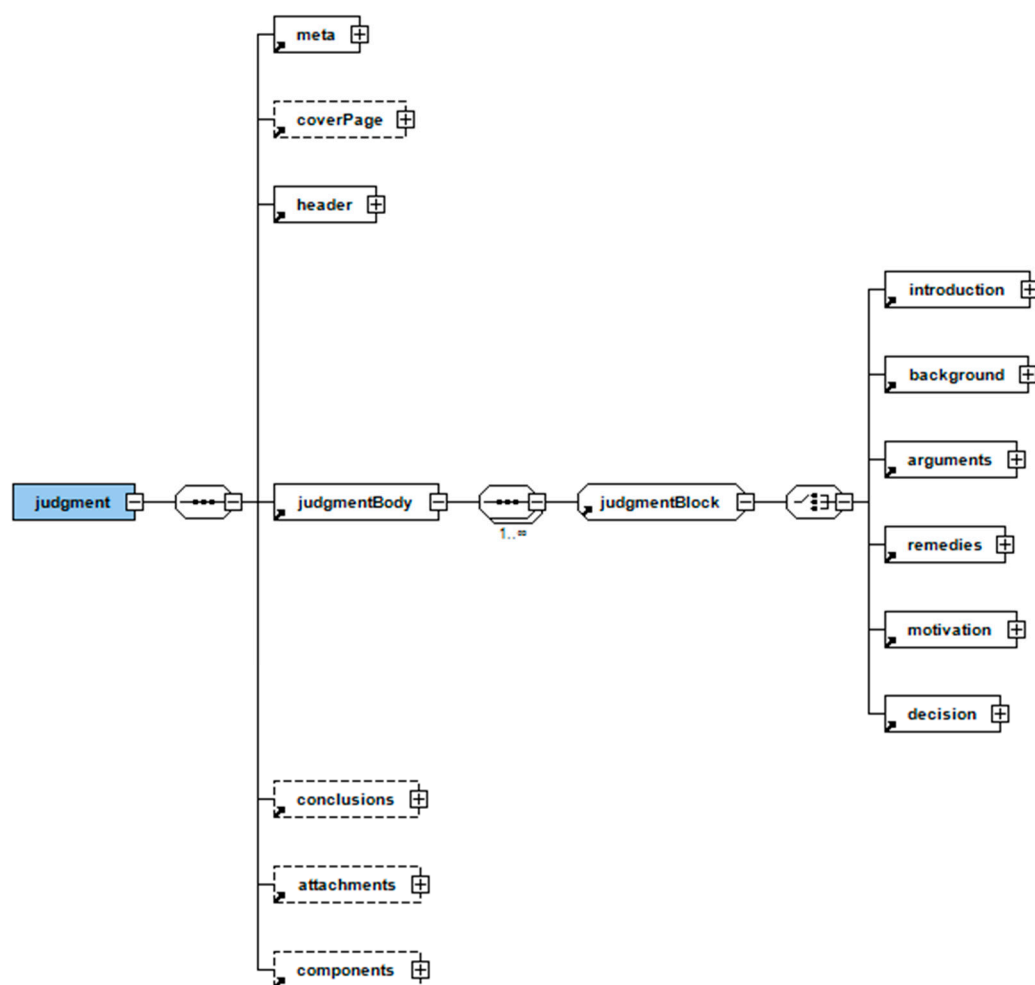 meta
coverPage
header
introduction
background
arguments
judgment
judgmentBody
1..∞
judgmentBlock
remedies
motivation
decision
conclusions
attachments
components